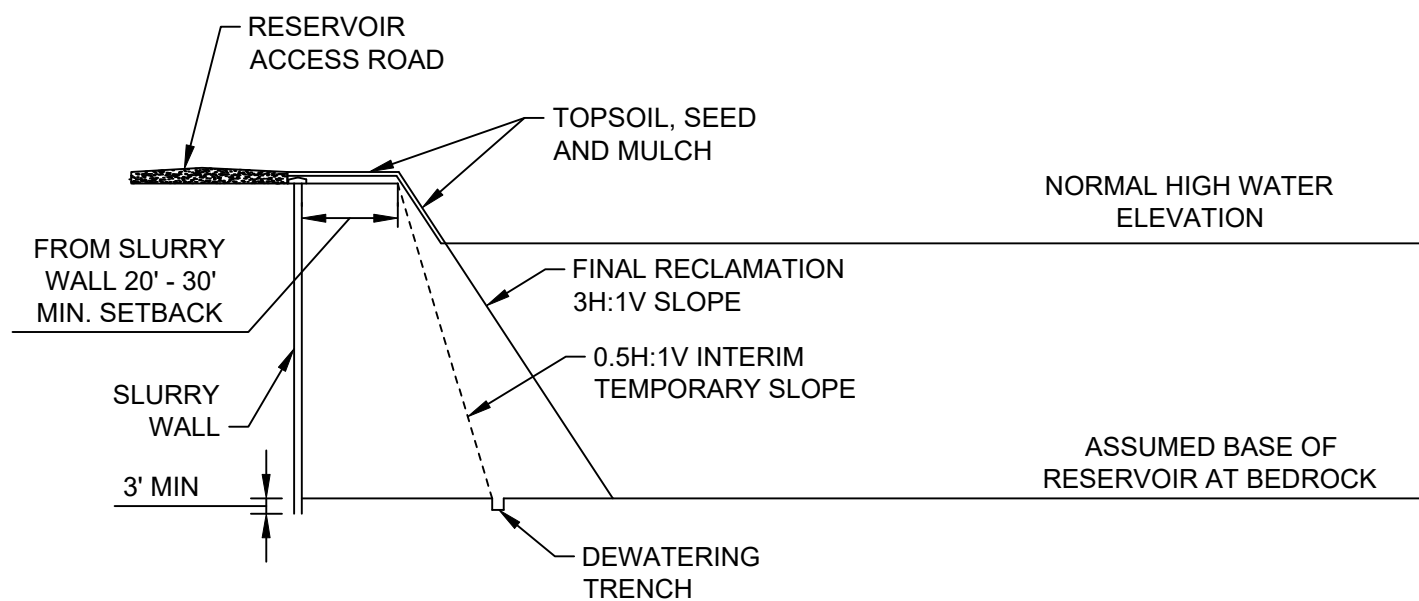 RESERVOIR
ACCESS ROAD
TOPSOIL, SEED
AND MULCH
NORMAL HIGH WATER
ELEVATION
FROM SLURRY
WALL 20' - 30'
MIN. SETBACK
FINAL RECLAMATION
3H:1V SLOPE
0.5H:1V INTERIM
TEMPORARY SLOPE
SLURRY
WALL
ASSUMED BASE OF
RESERVOIR AT BEDROCK
3' MIN
DEWATERING
TRENCH